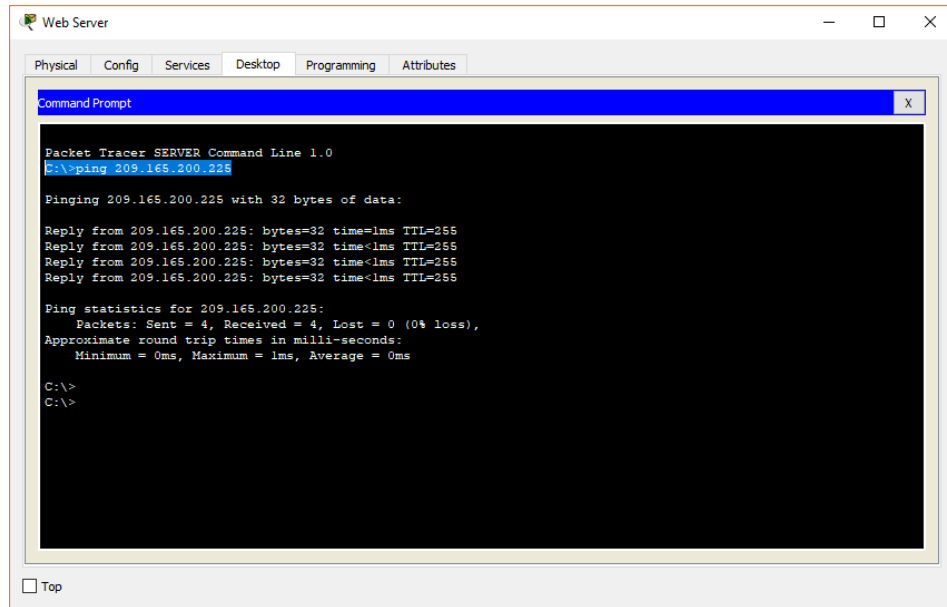 Web Server
Physical Config Services Desktop Programming Attributes
Command Prompt X
Packet Tracer SERVER Command Line 1.0
C:\>ping 209.165.200.225
Pinging 209.165.200.225 with 32 bytes of data:
Reply from 209.165.200.225: bytes=32 time=1ms TTL=255
Reply from 209.165.200.225: bytes=32 time<1ms TTL=255
Reply from 209.165.200.225: bytes=32 time<1ms TTL=255
Reply from 209.165.200.225: bytes=32 time<1ms TTL=255
Ping statistics for 209.165.200.225:
Packets: Sent = 4, Received = 4, Lost = 0 (0% loss),
Approximate round trip times in milli-seconds:
Minimum = 0ms, Maximum = 1ms, Average = 0ms
C:\>
C:\>
Top